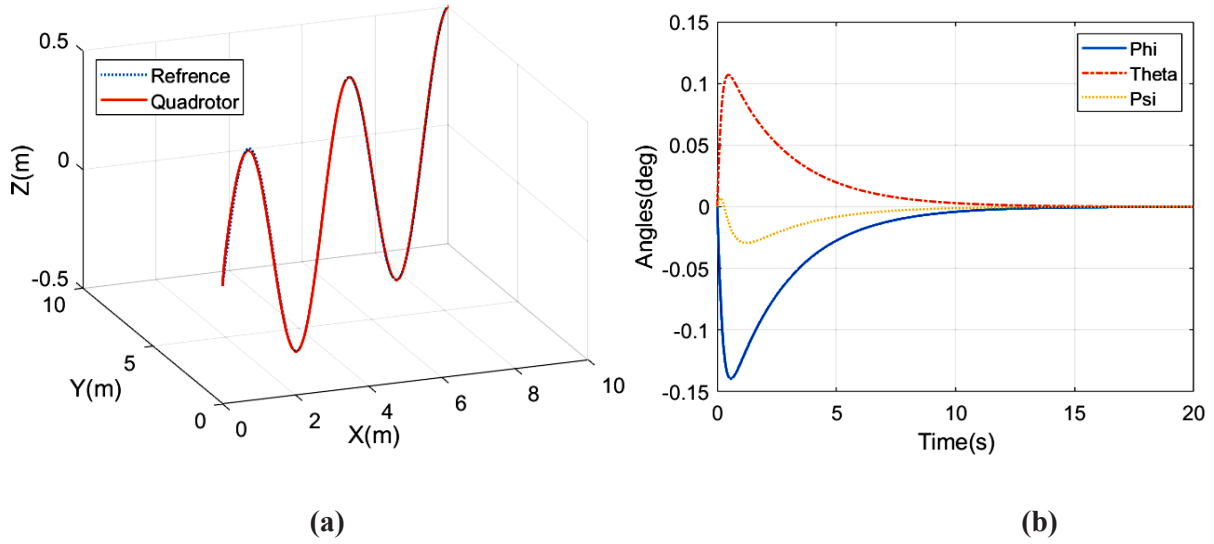 0.5
0
-0.5
Z(m)
Refrence
Quadrotor
10
5
0
Y(m)
0
2
4
6
8
10
X(m)
(a)
0.15
0.1
0.05
0
-0.05
-0.1
-0.15
Angles(deg)
Phi
Theta
Psi
0
5
10
15
20
Time(s)
(b)